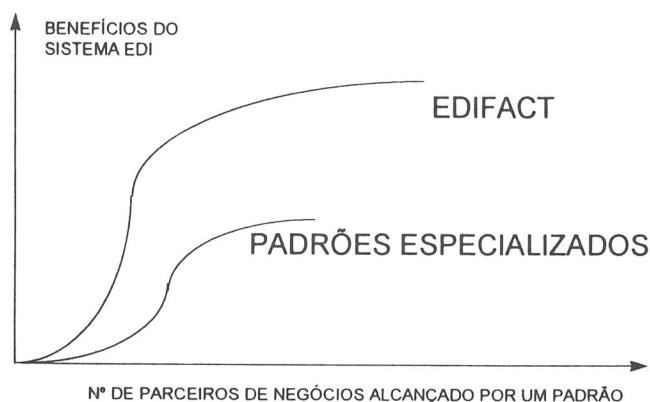 BENEFÍCIOS DO
SISTEMA EDI
EDIFACT
PADRÕES ESPECIALIZADOS
Nº DE PARCEIROS DE NEGÓCIOS ALCANÇADO POR UM PADRÃO